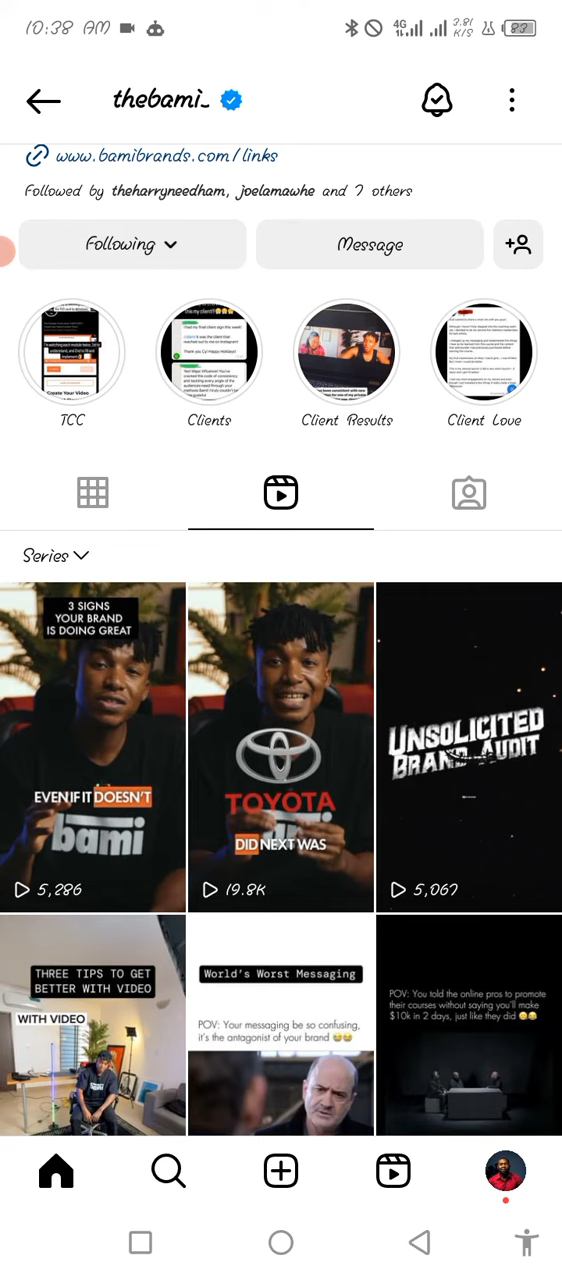 10:38 AM
4G
3.81 K/S
83
thebami_
www.bamibrands.com/links
Followed by theharryneedham, joelamawhe and 7 others
Following
Message
TCC
Clients
Client Results
Client Love
Series
3 SIGNS
YOUR BRAND
IS DOING GREAT
EVEN IF IT DOESN'T
bami
5,286
TOYOTA
DID NEXT WAS
19.8K
UNSOLICITED
BRAND AUDIT
5,067
THREE TIPS TO GET
BETTER WITH VIDEO
WITH VIDEO
World's Worst Messaging
POV: Your messaging be so confusing,
it's the antagonist of your brand 😂😂
POV: You told the online pros to promote
their courses without saying you'll make
$10k in 2 days, just like they did